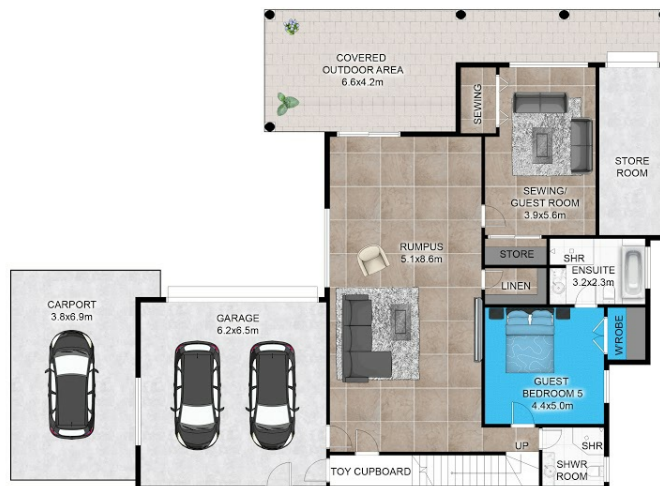 COVERED
OUTDOOR AREA
6.6x4.2m
SEWING
STORE
ROOM
SEWING/
GUEST ROOM
3.9x5.6m
RUMPUS
5.1x8.6m
STORE
SHR
ENSUITE
3.2x2.3m
LINEN
CARPORT
3.8x6.9m
GARAGE
6.2x6.5m
W'ROBE
GUEST
BEDROOM 5
4.4x5.0m
UP
SHR
TOY CUPBOARD
SHWR
ROOM